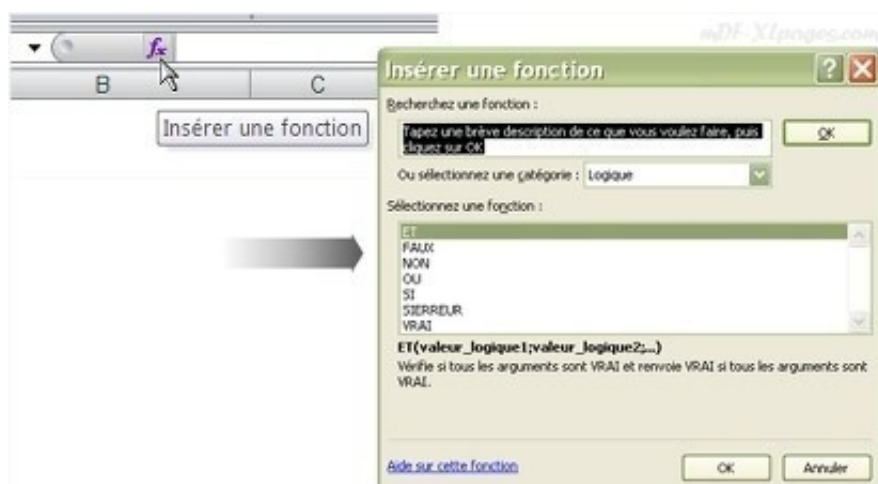 mDF-XLpages.com
fx
B
C
Insérer une fonction
Insérer une fonction
Recherchez une fonction :
Tapez une brève description de ce que vous voulez faire, puis
cliquez sur OK
OK
Ou sélectionnez une catégorie : Logique
Sélectionnez une fonction :
ET
FAUX
NON
OU
SI
SIERREUR
VRAI
ET(valeur_logique1;valeur_logique2;...)
Vérifie si tous les arguments sont VRAI et renvoie VRAI si tous les arguments sont
VRAI.
Aide sur cette fonction
OK
Annuler